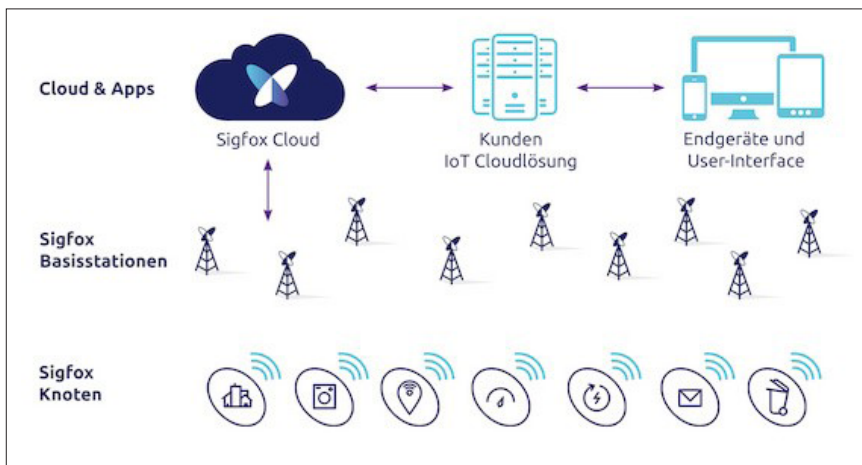 Cloud & Apps
Sigfox Cloud
Kunden
IoT Cloudlösung
Endgeräte und
User-Interface
Sigfox
Basisstationen
Sigfox
Knoten